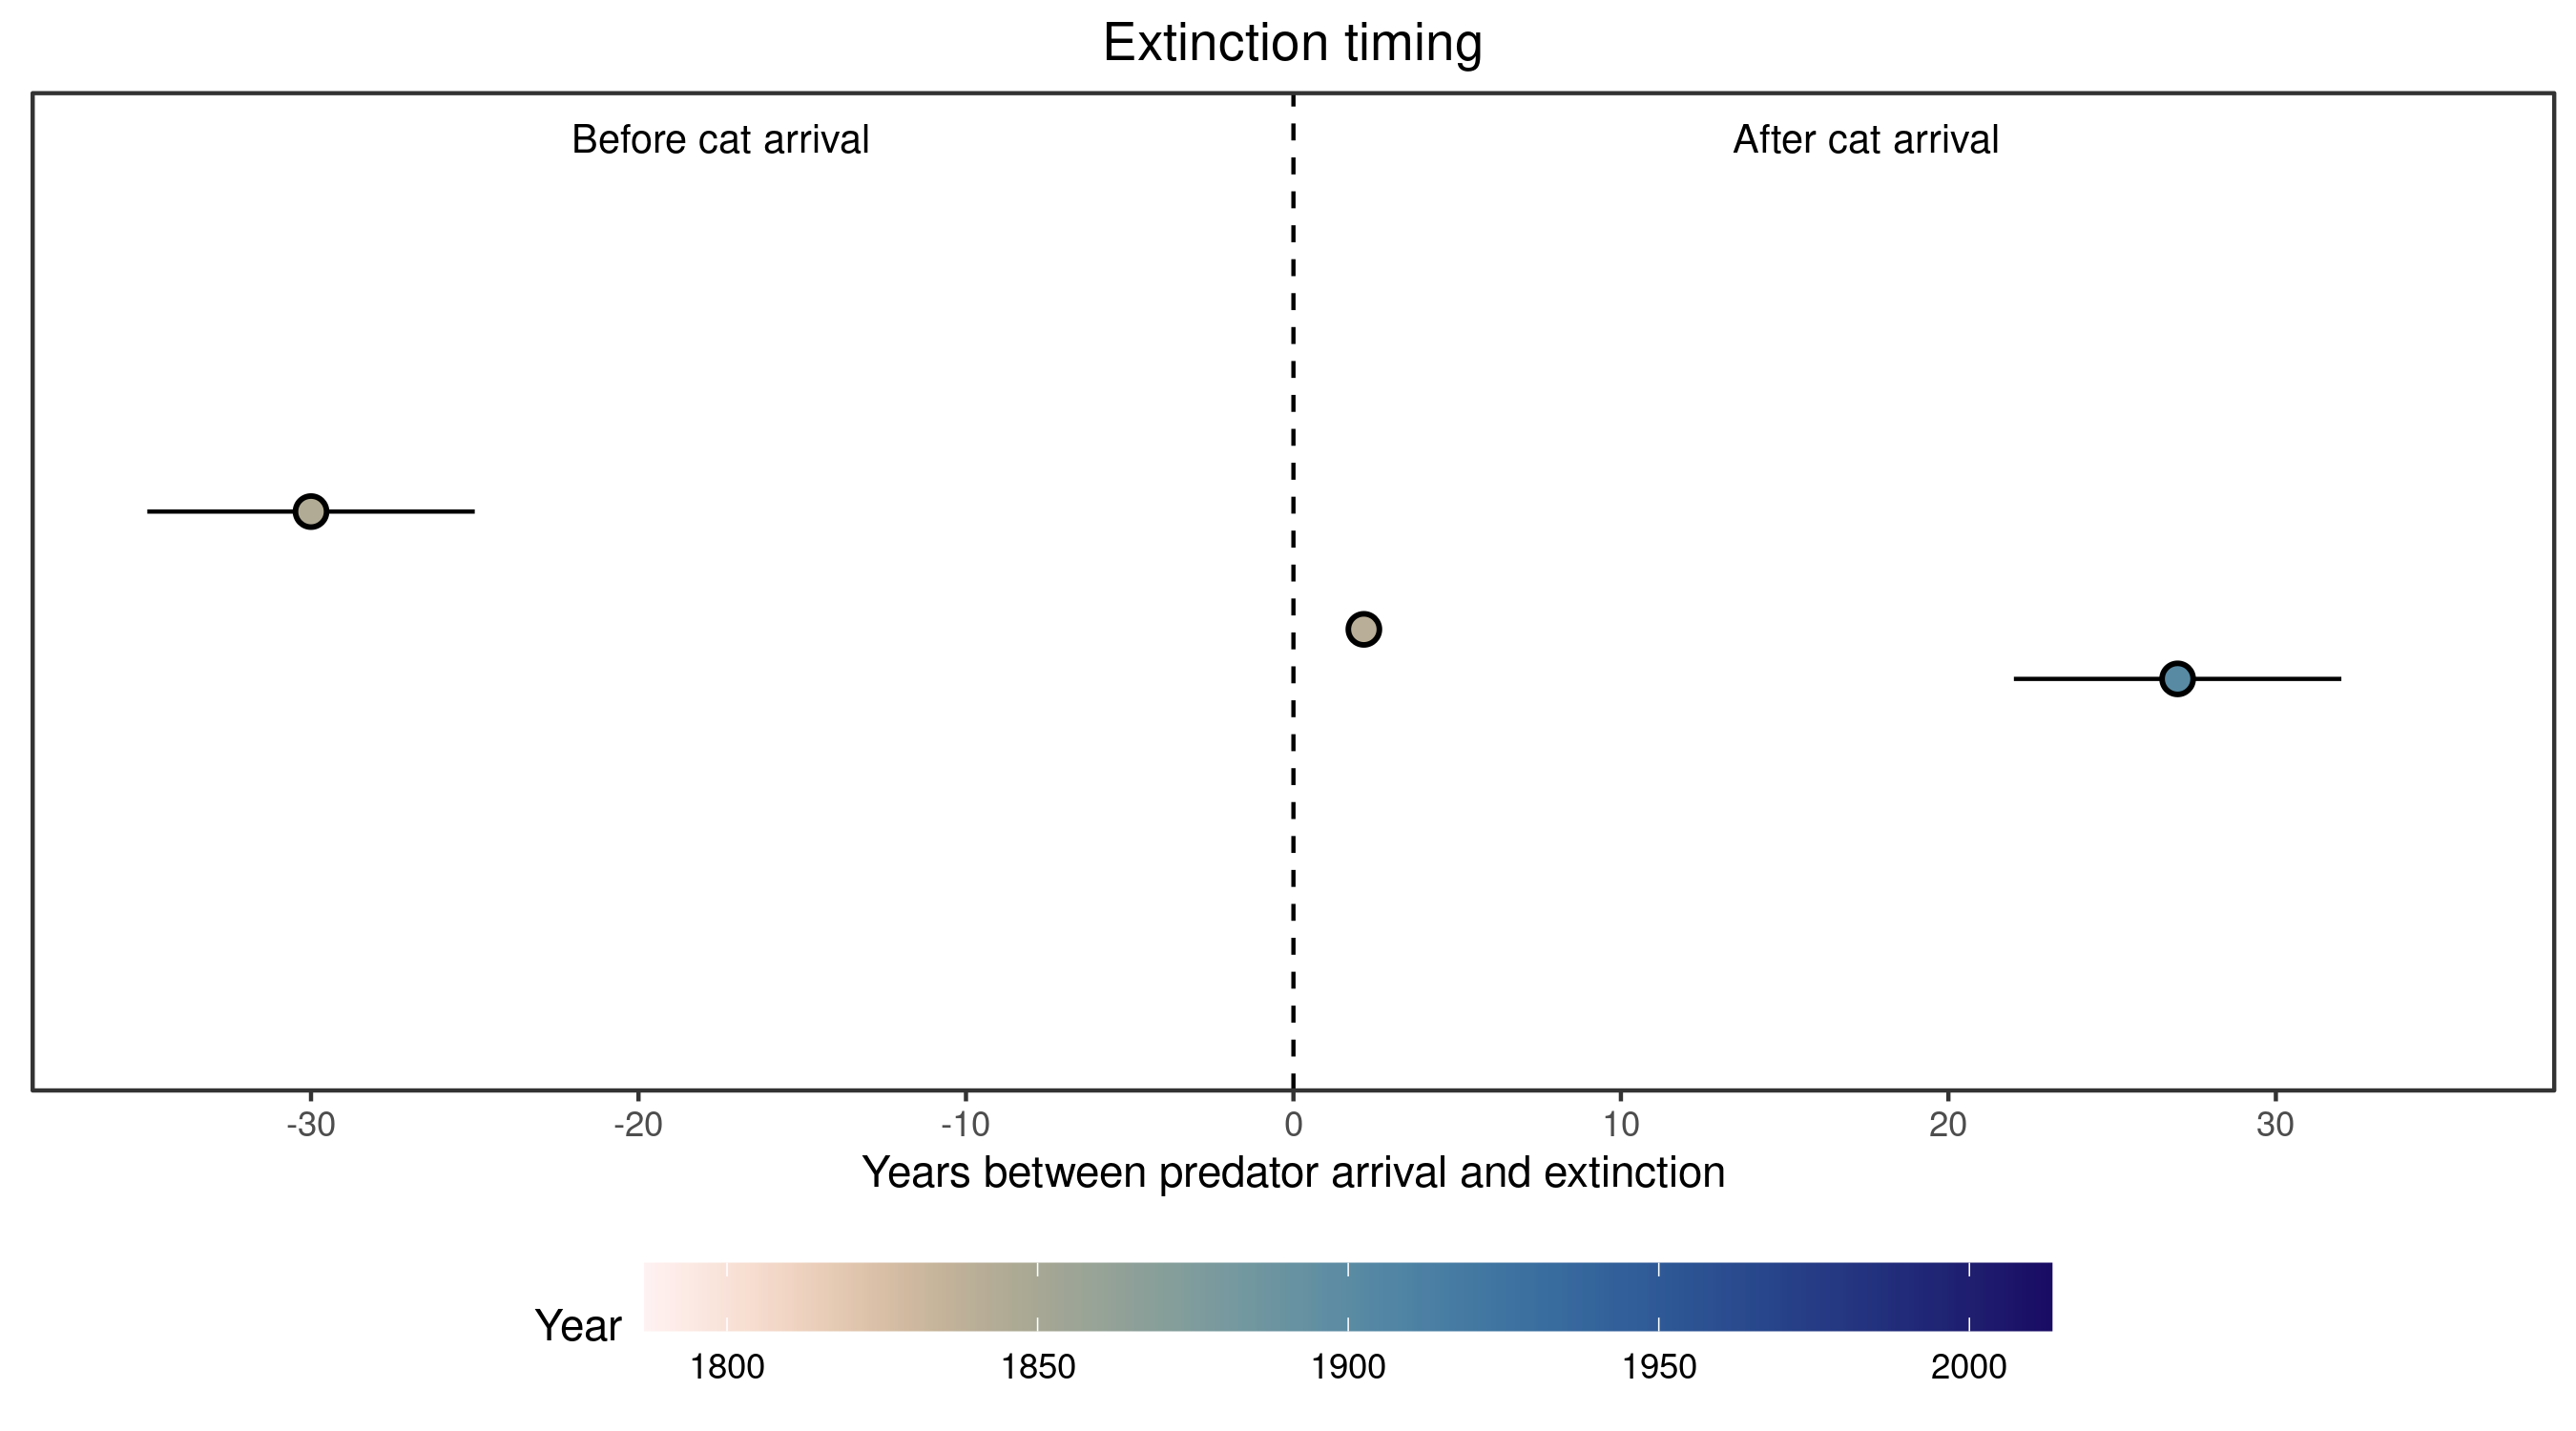 Extinction timing
Before cat arrival
After cat arrival
-30
-20
-10
0
10
20
30
Years between predator arrival and extinction
Year
1800
1850
1900
1950
2000